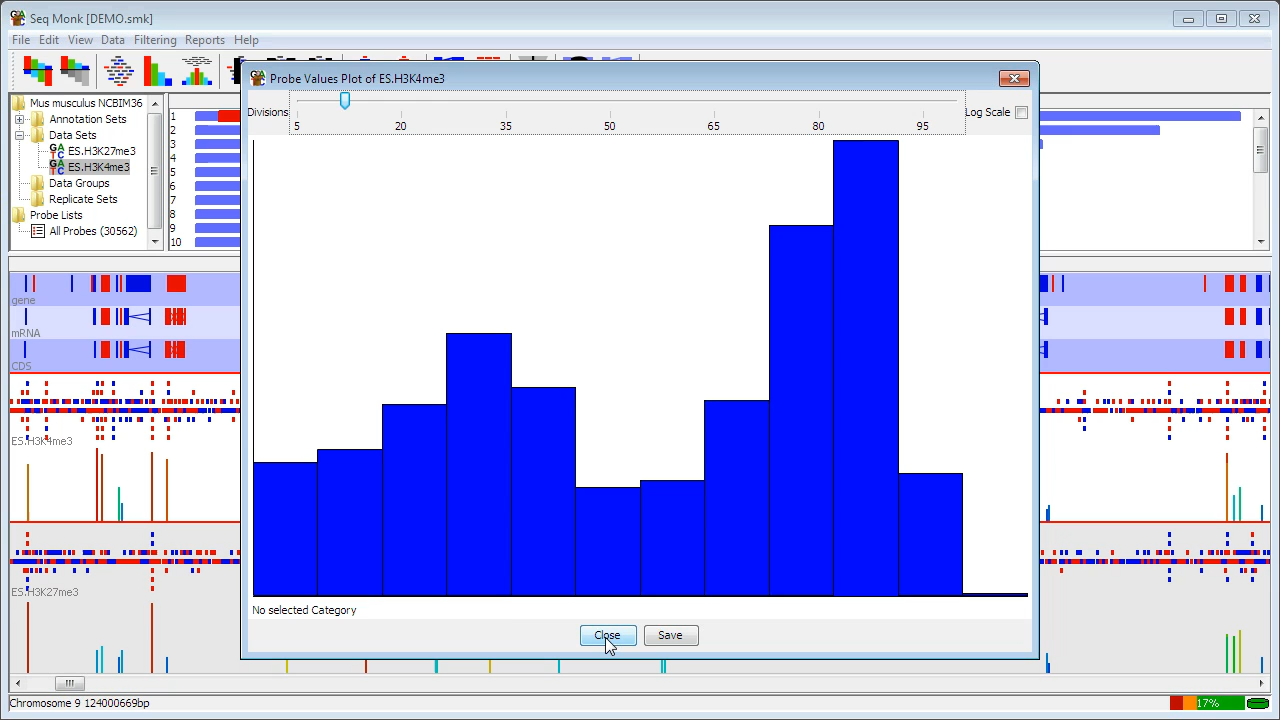 Seq Monk [DEMO.smk]
File Edit View Data Filtering Reports Help
Probe Values Plot of ES.H3K4me3
Divisions
5 20 35 50 65 80 95
Log Scale
Mus musculus NCBIM36
Annotation Sets
Data Sets
ES.H3K27me3
ES.H3K4me3
Data Groups
Replicate Sets
Probe Lists
All Probes (30562)
1
2
3
4
5
6
7
8
9
10
gene
mRNA
CDS
ES.H3K4me3
ES.H3K27me3
No selected Category
Close Save
Chromosome 9 124000669bp
17%